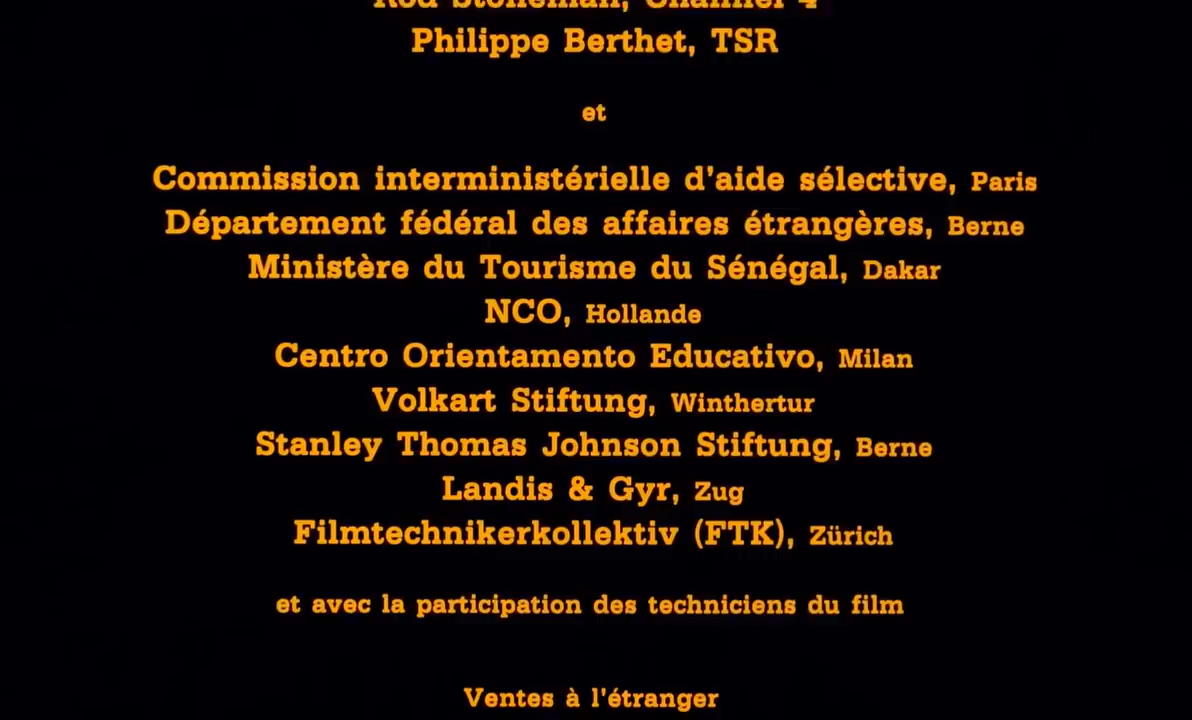 Rod Stoneman, Channel 4
Philippe Berthet, TSR
et
Commission interministérielle d'aide sélective, Paris
Département fédéral des affaires étrangères, Berne
Ministère du Tourisme du Sénégal, Dakar
NCO, Hollande
Centro Orientamento Educativo, Milan
Volkart Stiftung, Winthertur
Stanley Thomas Johnson Stiftung, Berne
Landis & Gyr, Zug
Filmtechnikerkollektiv (FTK), Zürich
et avec la participation des techniciens du film
Ventes à l'étranger